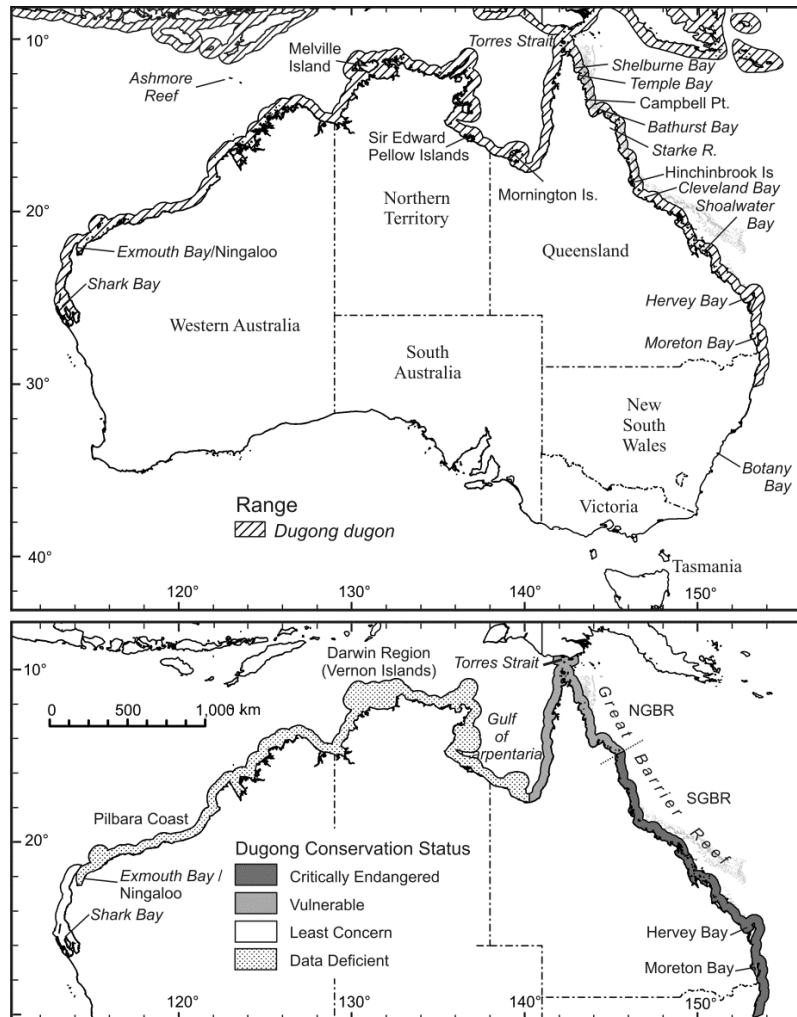 10°
20°
30°
40°
120°
130°
140°
150°
Ashmore
Reef
Melville
Island
Torres Strait
Shelburne Bay
Temple Bay
Campbell Pt.
Bathurst Bay
Starke R.
Hinchinbrook Is
Cleveland Bay
Shoalwater
Bay
Sir Edward
Pellow Islands
Mornington Is.
Northern
Territory
Queensland
Exmouth Bay/Ningaloo
Shark Bay
Hervey Bay
Western Australia
Moreton Bay
South
Australia
New
South
Wales
Botany
Bay
Victoria
Tasmania
Range
Dugong dugon
10°
20°
120°
130°
140°
150°
Darwin Region
(Vernon Islands)
Torres Strait
0 500 1,000 km
Gulf
of
Carpentaria
NGBR
SGBR
Great Barrier Reef
Pilbara Coast
Exmouth Bay /
Ningaloo
Shark Bay
Dugong Conservation Status
Critically Endangered
Vulnerable
Least Concern
Data Deficient
Hervey Bay
Moreton Bay